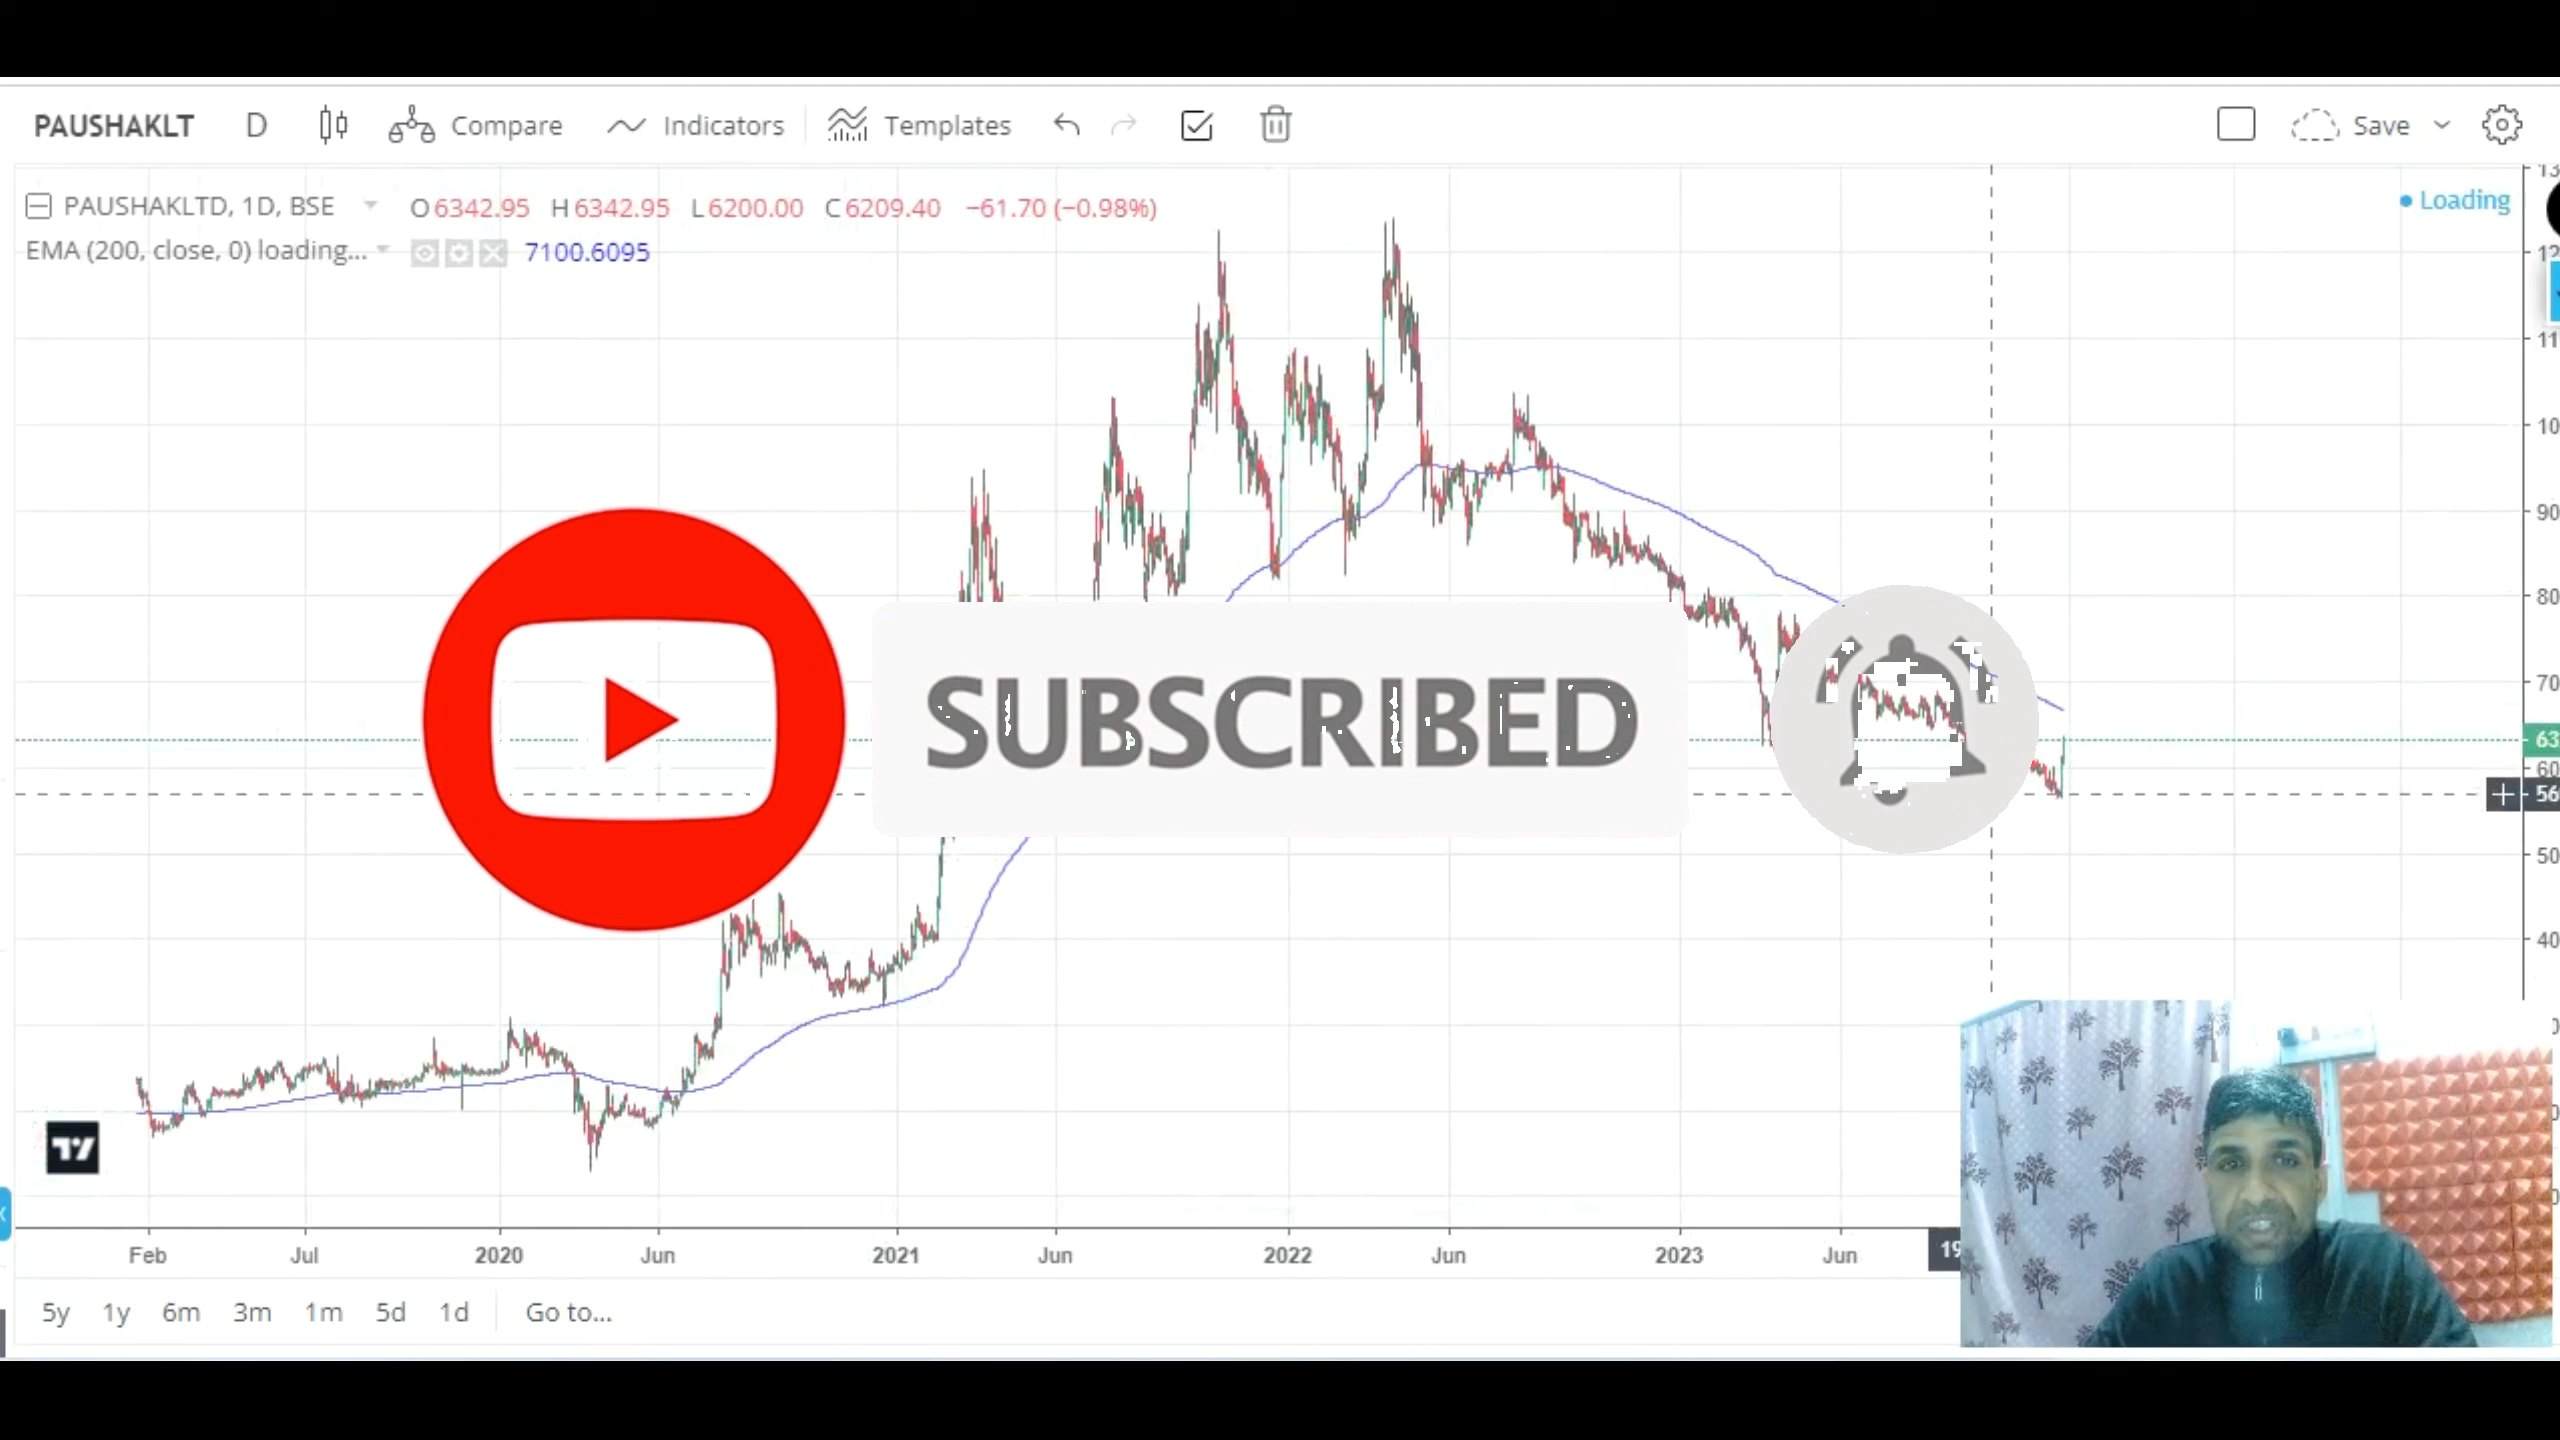 PAUSHAKLT D Compare Indicators Templates Save
PAUSHAKLTD, 1D, BSE O6342.95 H6342.95 L6200.00 C6209.40 −61.70 (−0.98%)
Loading
EMA (200, close, 0) loading... 7100.6095
SUBSCRIBED
Feb Jul 2020 Jun 2021 Jun 2022 Jun 2023 Jun
5y 1y 6m 3m 1m 5d 1d Go to...